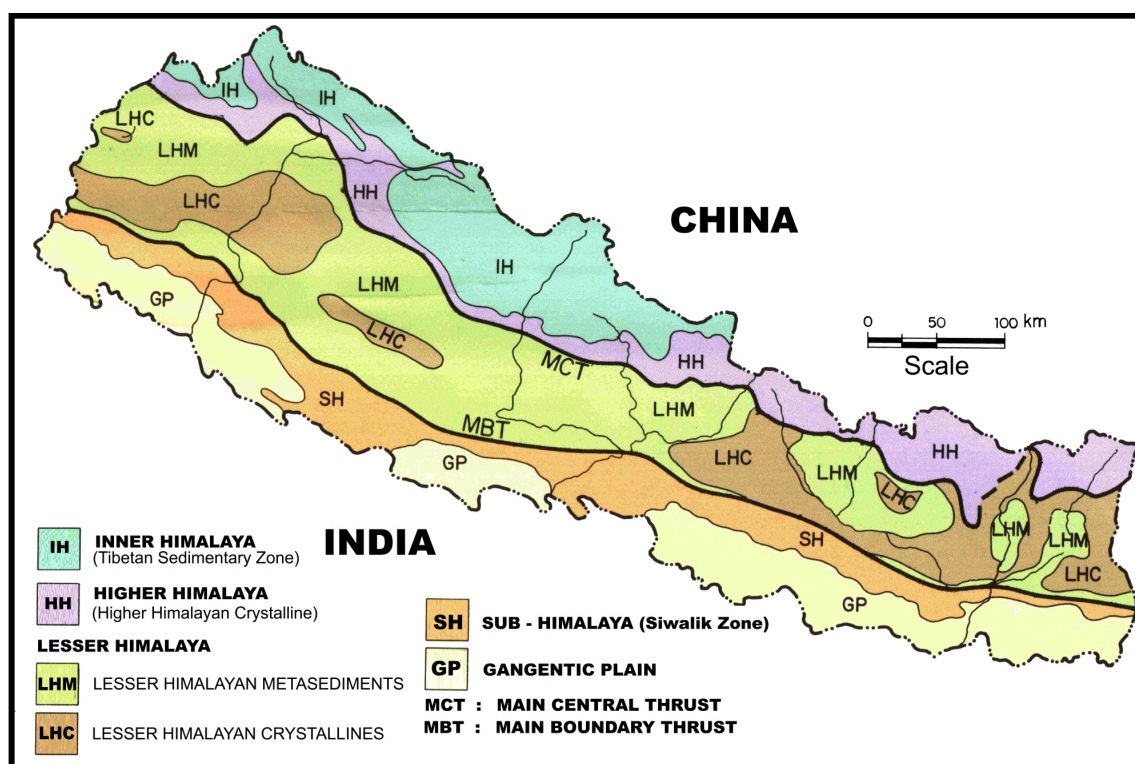 IH
IH
LHC
LHM
HH
LHC
CHINA
IH
LHM
GP
LHC
0 50 100 km
Scale
MCT
HH
SH
LHM
MBT
HH
LHC
LHM
GP
LHC
LHM
LHM
SH
LHC
GP
INDIA
IH INNER HIMALAYA
(Tibetan Sedimentary Zone)
HH HIGHER HIMALAYA
(Higher Himalayan Crystalline)
LESSER HIMALAYA
LHM LESSER HIMALAYAN METASEDIMENTS
LHC LESSER HIMALAYAN CRYSTALLINES
SH SUB - HIMALAYA (Siwalik Zone)
GP GANGENTIC PLAIN
MCT : MAIN CENTRAL THRUST
MBT : MAIN BOUNDARY THRUST